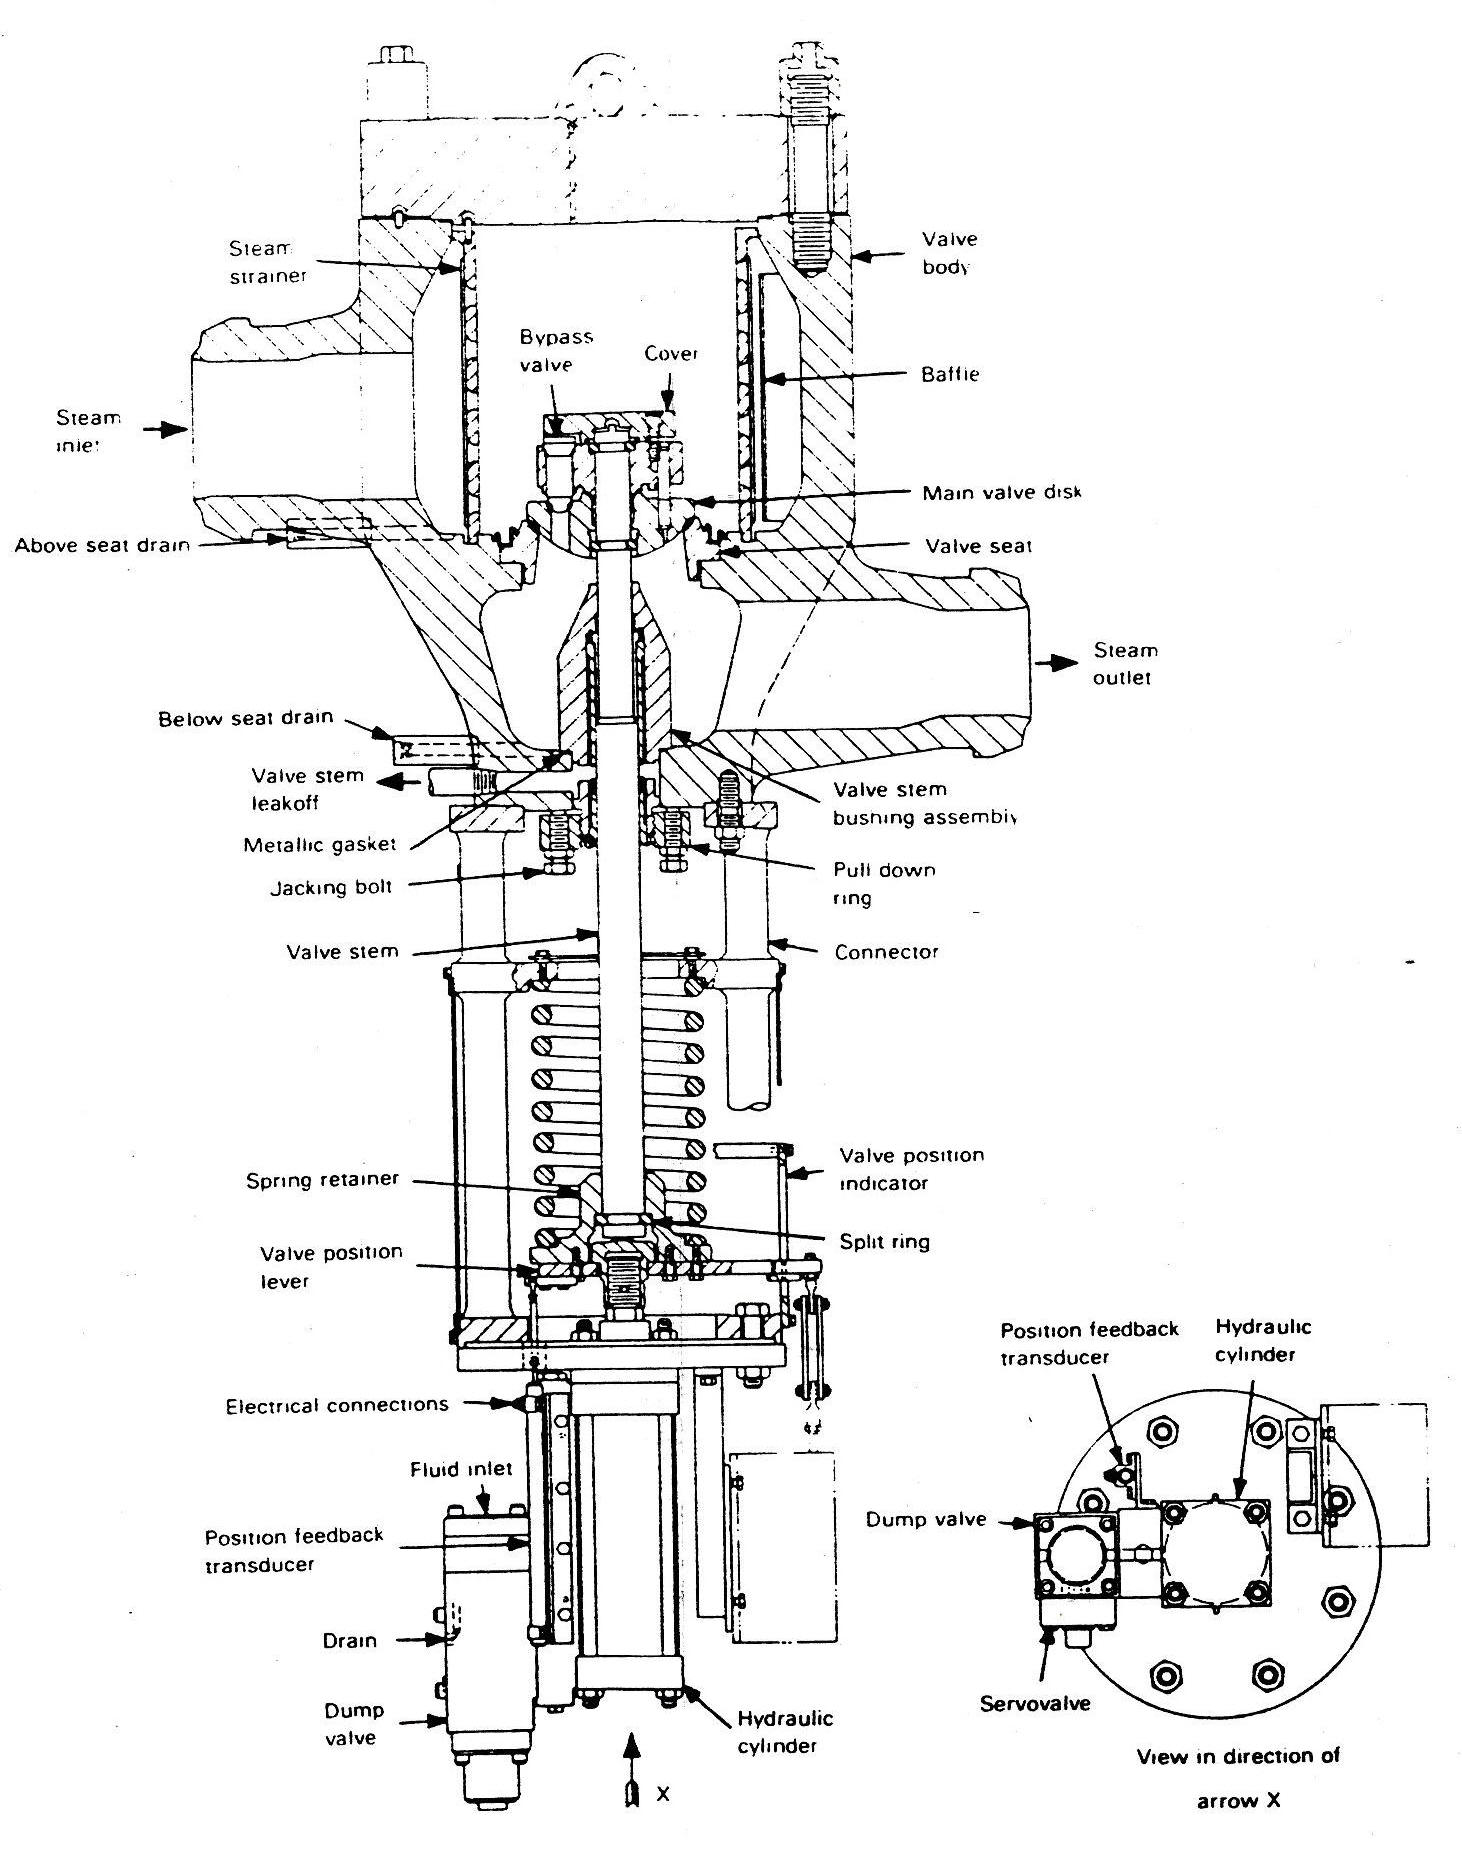 Steam
strainer
Valve
body
Bypass
valve
Cover
Baffle
Steam
inlet
Main valve disk
Above seat drain
Valve seat
Steam
outlet
Below seat drain
Valve stem
leakoff
Valve stem
bushing assembly
Metallic gasket
Jacking bolt
Pull down
ring
Valve stem
Connector
Spring retainer
Valve position
indicator
Split ring
Valve position
lever
Electrical connections
Fluid inlet
Position feedback
transducer
Drain
Dump
valve
Hydraulic
cylinder
X
Position feedback
transducer
Hydraulic
cylinder
Dump valve
Servovalve
View in direction of
arrow X